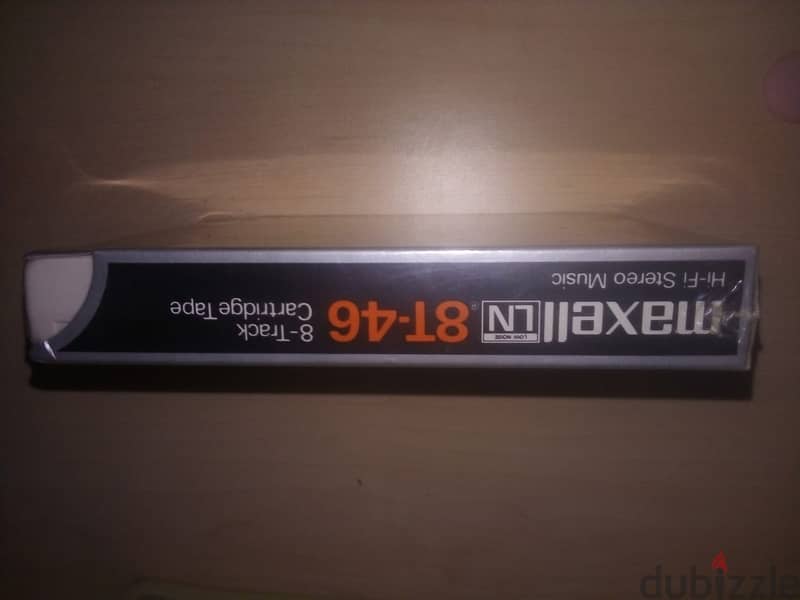 maxell LN 8T-46
LOW NOISE
8-Track
Cartridge Tape
Hi-Fi Stereo Music
dubizzle